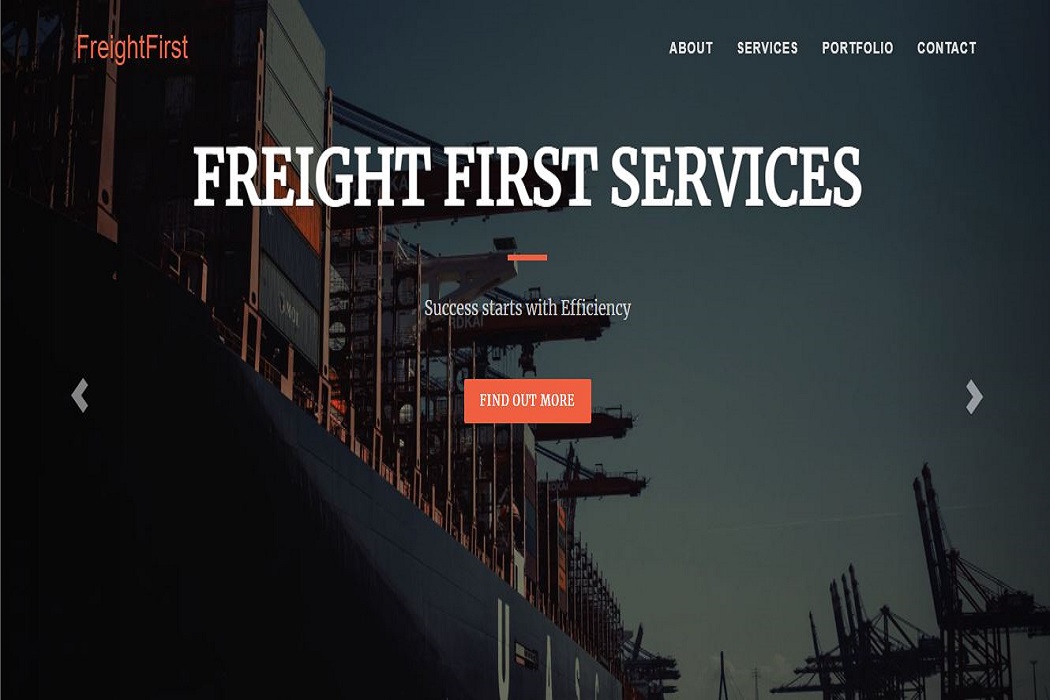 FreightFirst
ABOUT SERVICES PORTFOLIO CONTACT
FREIGHT FIRST SERVICES
Success starts with Efficiency
FIND OUT MORE
U A S